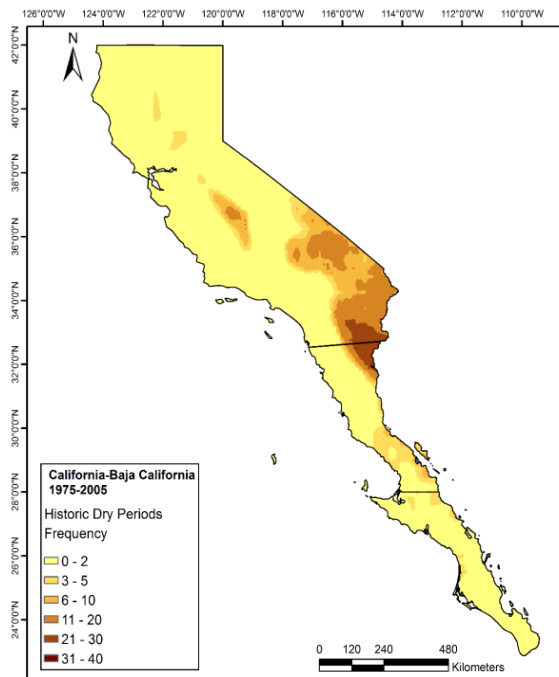 126°0'0"W 123°0'0"W 120°0'0"W 118°0'0"W 116°0'0"W 114°0'0"W 112°0'0"W 110°0'0"W
N
42°0'0"N
40°0'0"N
38°0'0"N
36°0'0"N
34°0'0"N
32°0'0"N
30°0'0"N
28°0'0"N
26°0'0"N
24°0'0"N
California-Baja California
1975-2005
Historic Dry Periods
Frequency
0 - 2
3 - 5
6 - 10
11 - 20
21 - 30
31 - 40
0 120 240 480
Kilometers